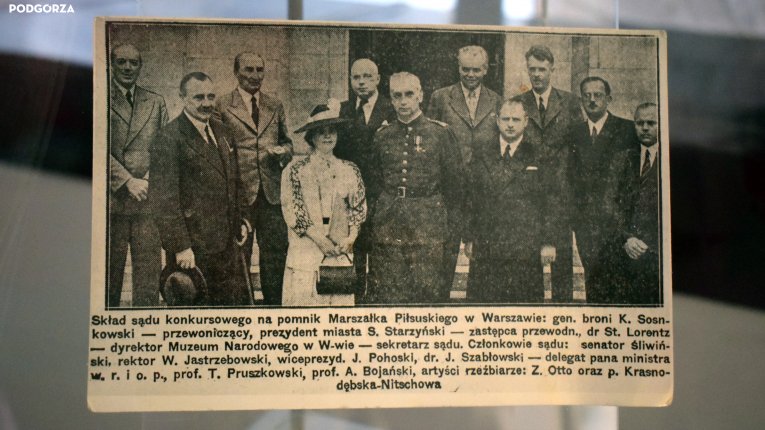 PODGORZA
Skład sądu konkursowego na pomnik Marszałka Piłsuskiego w Warszawie: gen. broni K. Sosn-
kowski — przewoniczący, prezydent miasta S. Starzyński — zastępca przewodn., dr St. Lorentz
— dyrektor Muzeum Narodowego w W-wie — sekretarz sądu. Członkowie sądu: senator śliwiń-
ski, rektor W. Jastrzebowski, wiceprezyd. J. Pohoski, dr. J. Szabłowski — delegat pana ministra
w. r. i o. p., prof. T. Pruszkowski, prof. A. Bojański, artyści rzeźbiarze: Z. Otto oraz p. Krasno-
dębska-Nitschowa